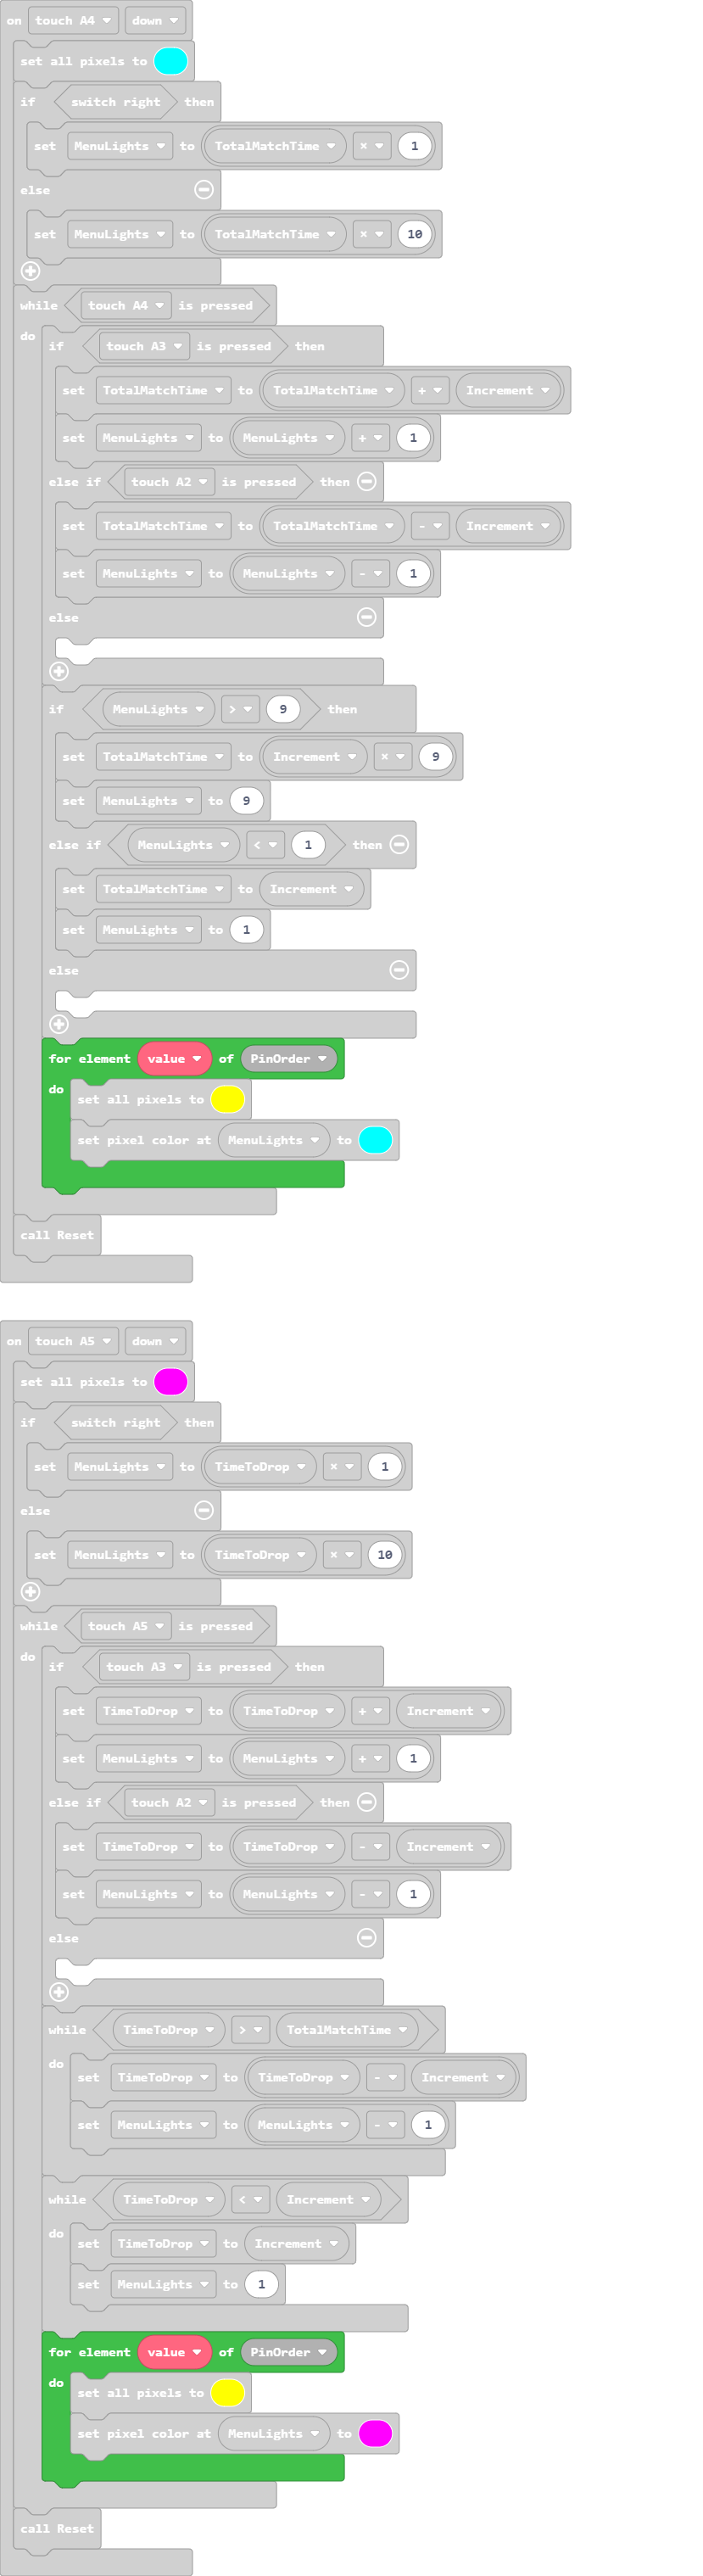 on touch A4 down
set all pixels to
if switch right then
set MenuLights to TotalMatchTime × 1
else
set MenuLights to TotalMatchTime × 10
while touch A4 is pressed
do
if touch A3 is pressed then
set TotalMatchTime to TotalMatchTime + Increment
set MenuLights to MenuLights + 1
else if touch A2 is pressed then
set TotalMatchTime to TotalMatchTime - Increment
set MenuLights to MenuLights - 1
else
if MenuLights > 9 then
set TotalMatchTime to Increment × 9
set MenuLights to 9
else if MenuLights < 1 then
set TotalMatchTime to Increment
set MenuLights to 1
else
for element value of PinOrder
do
set all pixels to
set pixel color at MenuLights to
call Reset
on touch A5 down
set all pixels to
if switch right then
set MenuLights to TimeToDrop × 1
else
set MenuLights to TimeToDrop × 10
while touch A5 is pressed
do
if touch A3 is pressed then
set TimeToDrop to TimeToDrop + Increment
set MenuLights to MenuLights + 1
else if touch A2 is pressed then
set TimeToDrop to TimeToDrop - Increment
set MenuLights to MenuLights - 1
else
while TimeToDrop > TotalMatchTime
do
set TimeToDrop to TimeToDrop - Increment
set MenuLights to MenuLights - 1
while TimeToDrop < Increment
do
set TimeToDrop to Increment
set MenuLights to 1
for element value of PinOrder
do
set all pixels to
set pixel color at MenuLights to
call Reset